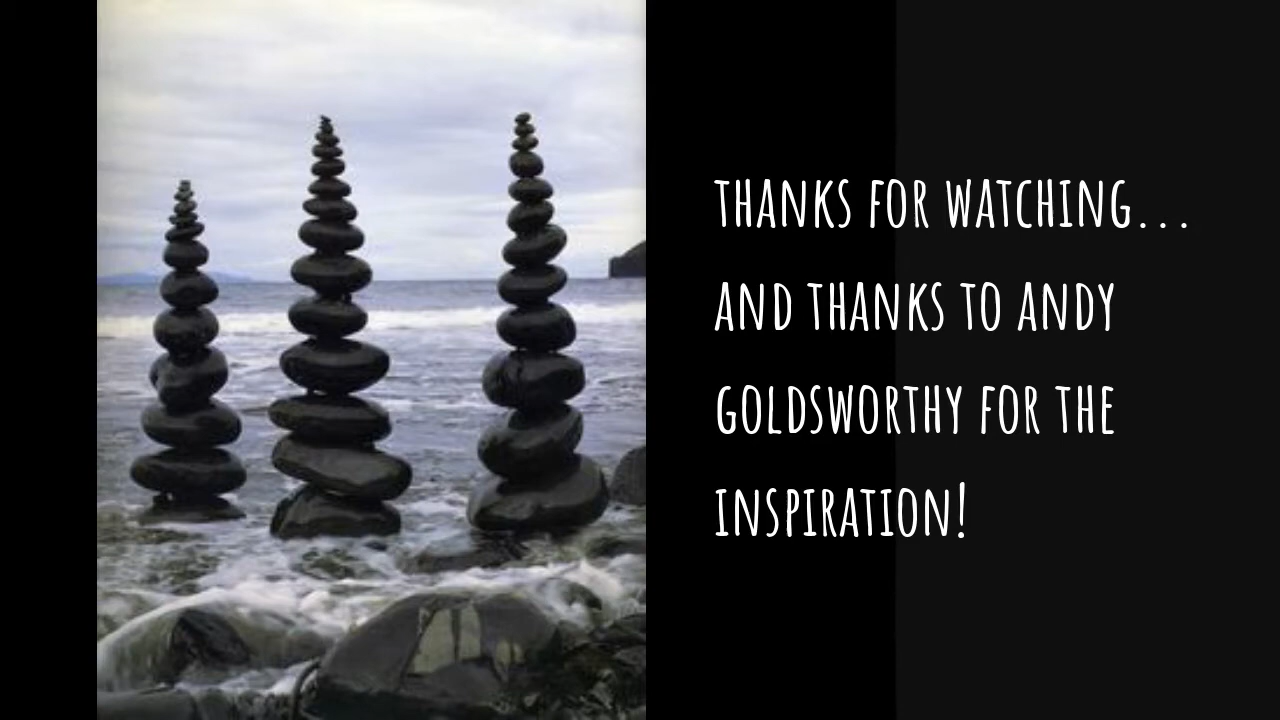 THANKS FOR WATCHING...
AND THANKS TO ANDY
GOLDSWORTHY FOR THE
INSPIRATION!